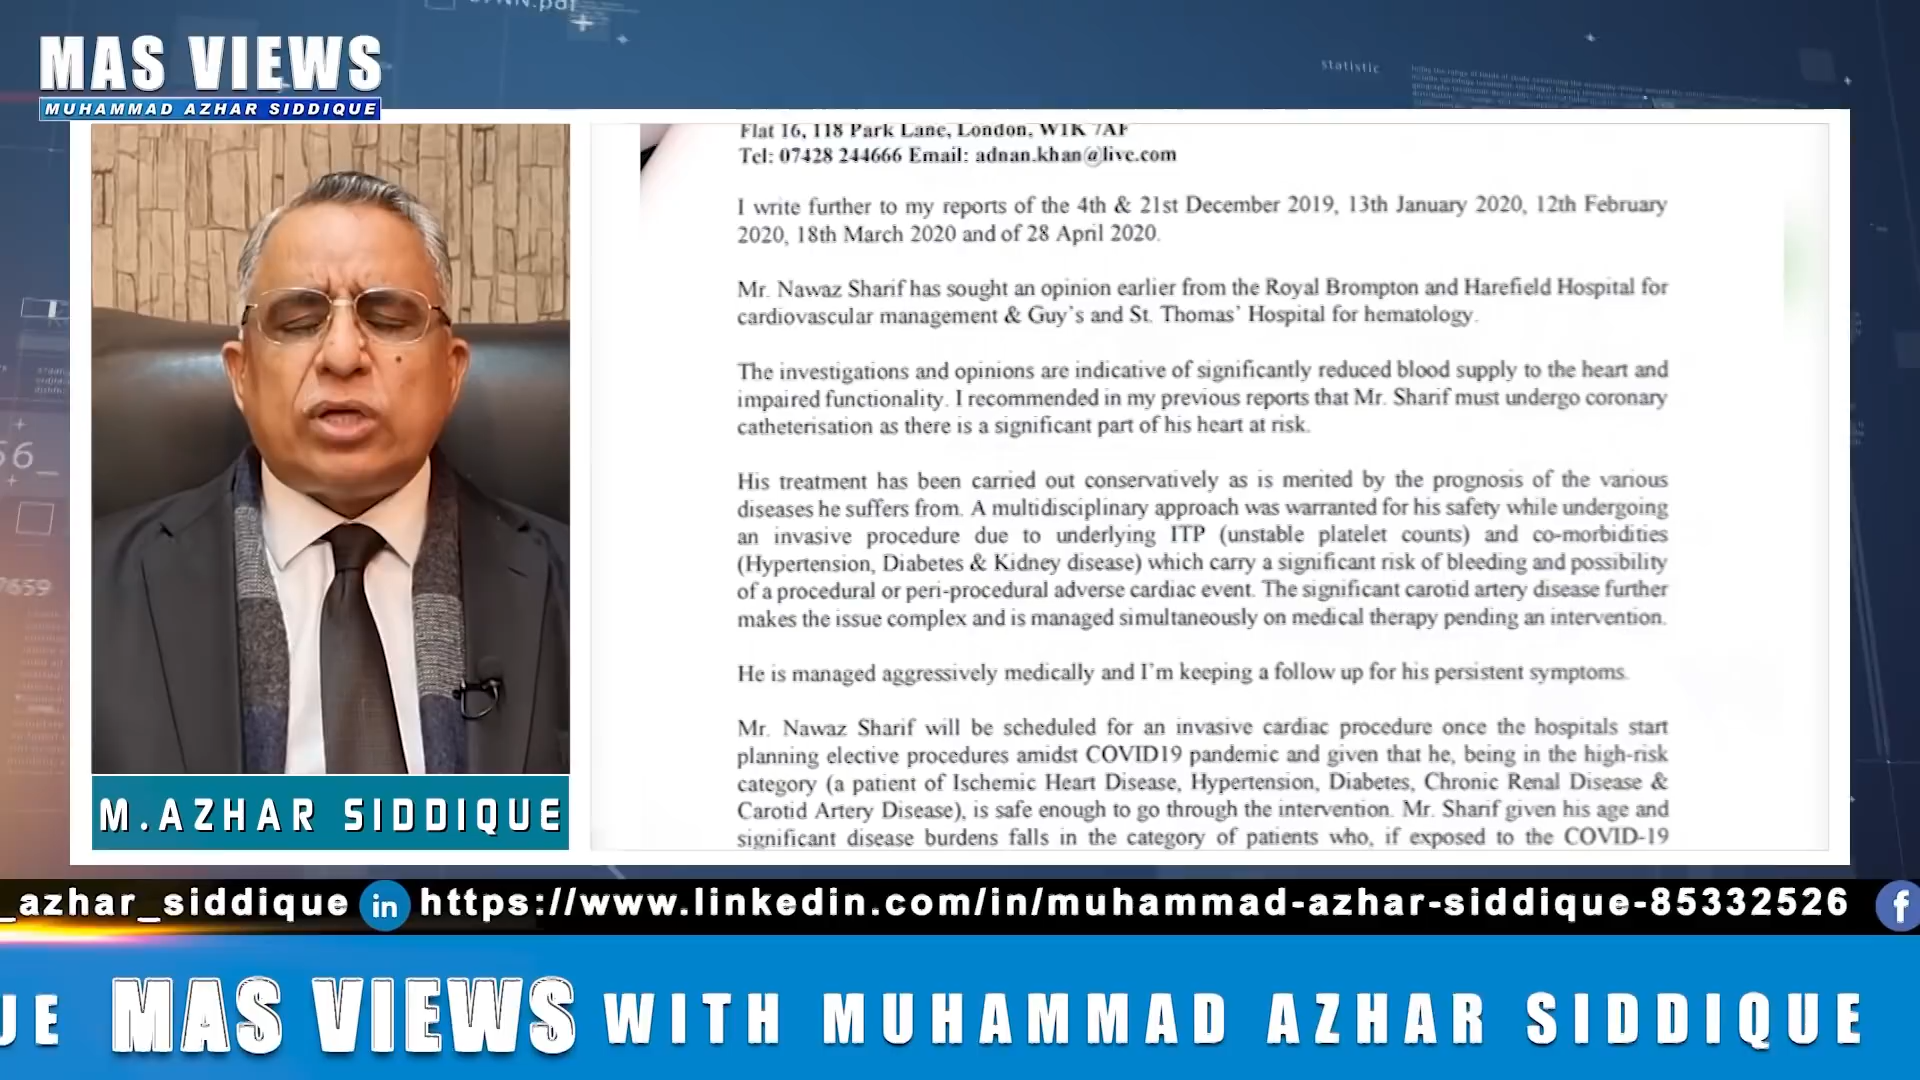 MAS VIEWS
MUHAMMAD AZHAR SIDDIQUE
statistic
Flat 16, 118 Park Lane, London, W1K 7AF
Tel: 07428 244666 Email: adnan.khan@live.com
I write further to my reports of the 4th & 21st December 2019, 13th January 2020, 12th February
2020, 18th March 2020 and of 28 April 2020.
Mr. Nawaz Sharif has sought an opinion earlier from the Royal Brompton and Harefield Hospital for
cardiovascular management & Guy's and St. Thomas' Hospital for hematology.
The investigations and opinions are indicative of significantly reduced blood supply to the heart and
impaired functionality. I recommended in my previous reports that Mr. Sharif must undergo coronary
catheterisation as there is a significant part of his heart at risk.
His treatment has been carried out conservatively as is merited by the prognosis of the various
diseases he suffers from. A multidisciplinary approach was warranted for his safety while undergoing
an invasive procedure due to underlying ITP (unstable platelet counts) and co-morbidities
(Hypertension, Diabetes & Kidney disease) which carry a significant risk of bleeding and possibility
of a procedural or peri-procedural adverse cardiac event. The significant carotid artery disease further
makes the issue complex and is managed simultaneously on medical therapy pending an intervention.
He is managed aggressively medically and I'm keeping a follow up for his persistent symptoms.
Mr. Nawaz Sharif will be scheduled for an invasive cardiac procedure once the hospitals start
planning elective procedures amidst COVID19 pandemic and given that he, being in the high-risk
category (a patient of Ischemic Heart Disease, Hypertension, Diabetes, Chronic Renal Disease &
Carotid Artery Disease), is safe enough to go through the intervention. Mr. Sharif given his age and
significant disease burdens falls in the category of patients who, if exposed to the COVID-19
M.AZHAR SIDDIQUE
56_
7659
_azhar_siddique in https://www.linkedin.com/in/muhammad-azhar-siddique-85332526 f
UE MAS VIEWS WITH MUHAMMAD AZHAR SIDDIQUE